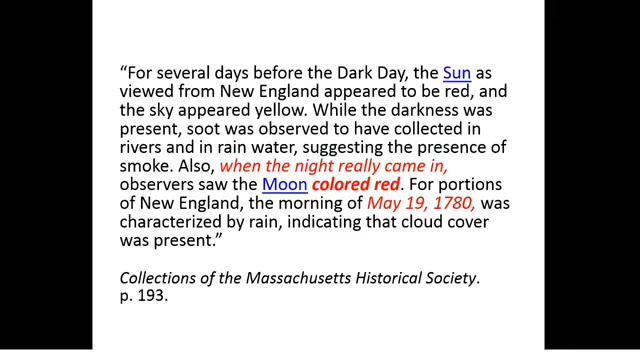 “For several days before the Dark Day, the Sun as
viewed from New England appeared to be red, and
the sky appeared yellow. While the darkness was
present, soot was observed to have collected in
rivers and in rain water, suggesting the presence of
smoke. Also, when the night really came in,
observers saw the Moon colored red. For portions
of New England, the morning of May 19, 1780, was
characterized by rain, indicating that cloud cover
was present.”
Collections of the Massachusetts Historical Society.
p. 193.